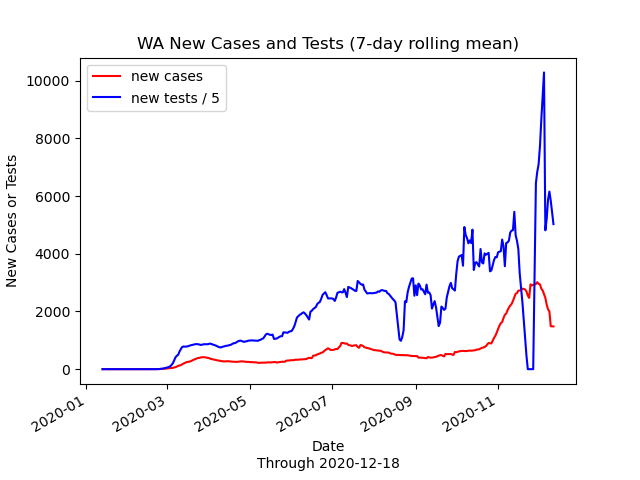 WA New Cases and Tests (7-day rolling mean)
new cases
new tests / 5
New Cases or Tests
10000
8000
6000
4000
2000
0
2020-01
2020-03
2020-05
2020-07
2020-09
2020-11
Date
Through 2020-12-18